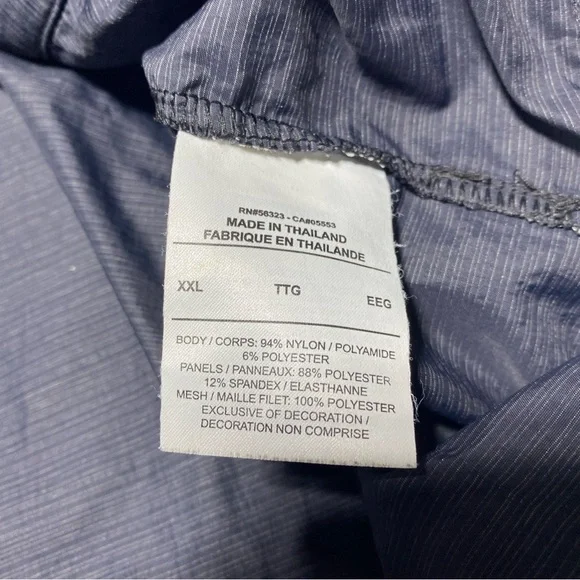 RN#56323 - CA#05553
MADE IN THAILAND
FABRIQUE EN THAILANDE
XXL TTG EEG
BODY / CORPS: 94% NYLON / POLYAMIDE
6% POLYESTER
PANELS / PANNEAUX: 88% POLYESTER
12% SPANDEX / ELASTHANNE
MESH / MAILLE FILET: 100% POLYESTER
EXCLUSIVE OF DECORATION /
DECORATION NON COMPRISE